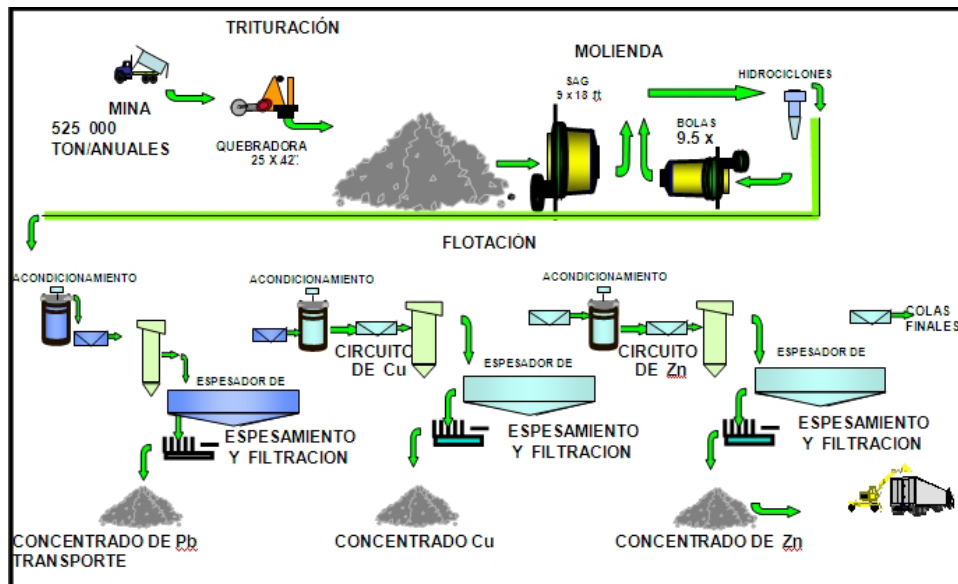 TRITURACIÓN
MOLIENDA
MINA
525 000
TON/ANUALES
QUEBRADORA
25 X 42"
SAG
9 x 18 ft
BOLAS
9.5 x
HIDROCICLONES
FLOTACIÓN
ACONDICIONAMIENTO
ACONDICIONAMIENTO
ACONDICIONAMIENTO
COLAS
FINALES
CIRCUITO
DE Cu
CIRCUITO
DE Zn
ESPESADOR DE
ESPESADOR DE
ESPESADOR DE
ESPESAMIENTO
Y FILTRACION
ESPESAMIENTO
Y FILTRACION
ESPESAMIENTO
Y FILTRACION
CONCENTRADO DE Pb
TRANSPORTE
CONCENTRADO Cu
CONCENTRADO DE Zn